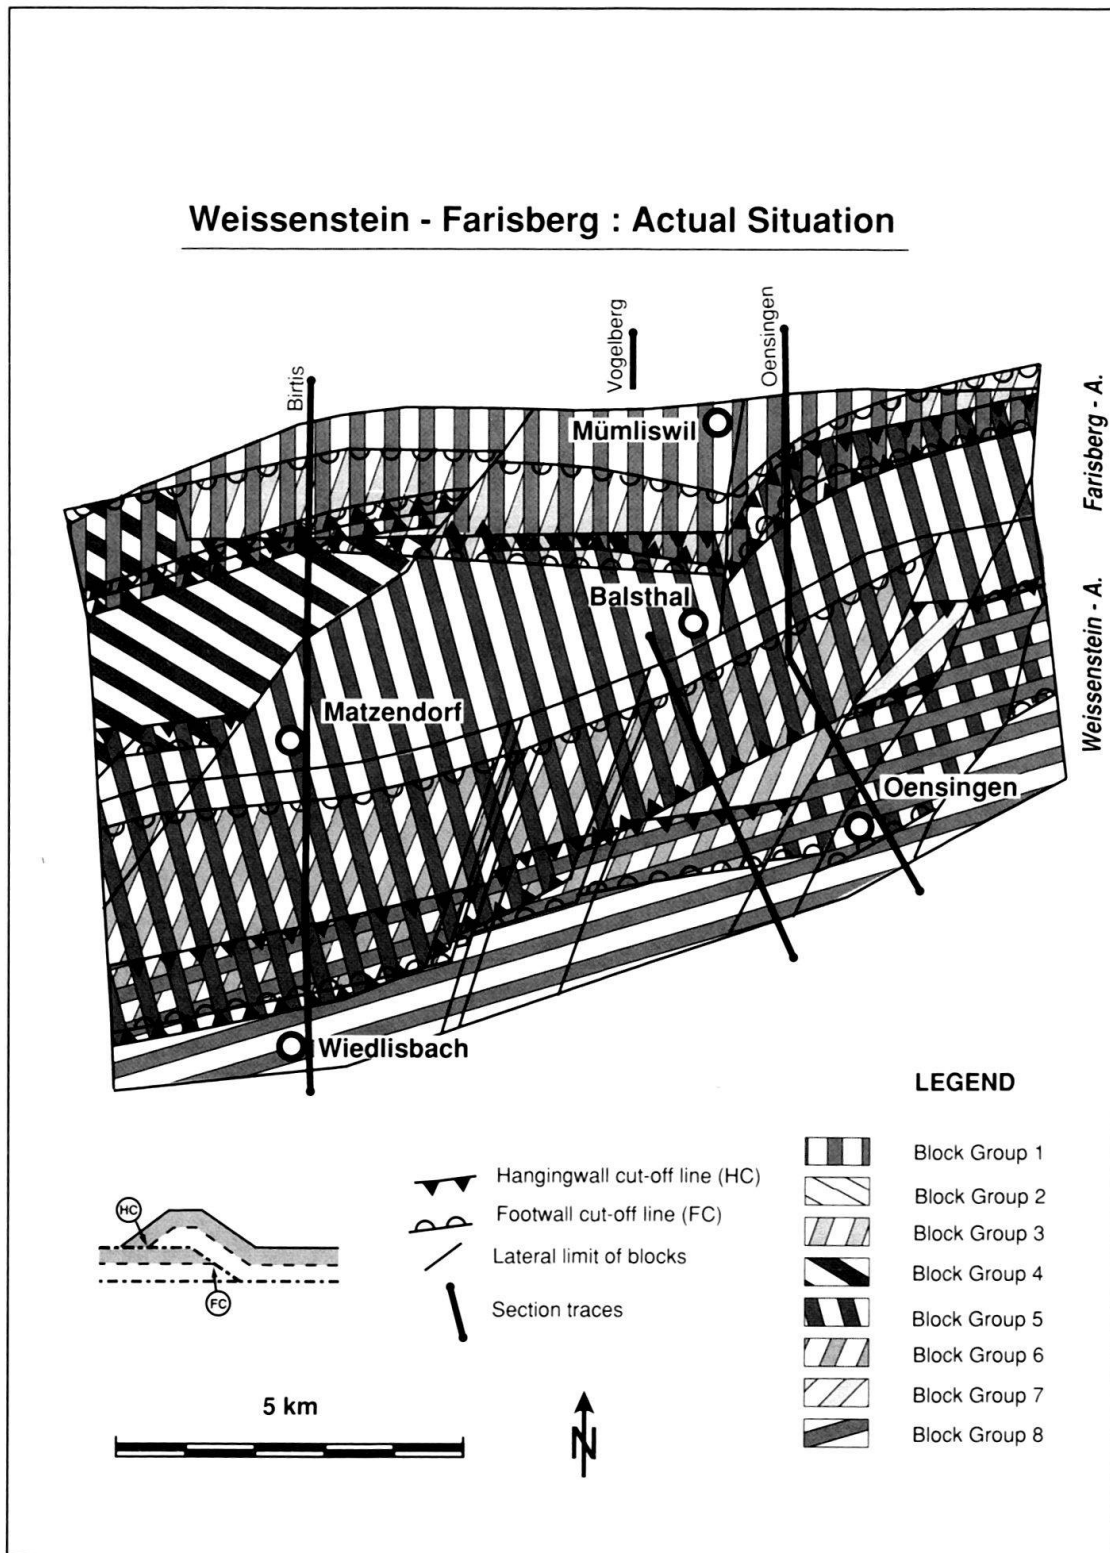 Weissenstein - Farisberg : Actual Situation
Birtis
Vogelberg
Oensingen
Farisberg - A.
Weissenstein - A.
Mümliswil
Balsthal
Matzendorf
Oensingen
Wiedlisbach
LEGEND
Hangingwall cut-off line (HC)
Footwall cut-off line (FC)
Lateral limit of blocks
Section traces
Block Group 1
Block Group 2
Block Group 3
Block Group 4
Block Group 5
Block Group 6
Block Group 7
Block Group 8
HC
FC
5 km
N